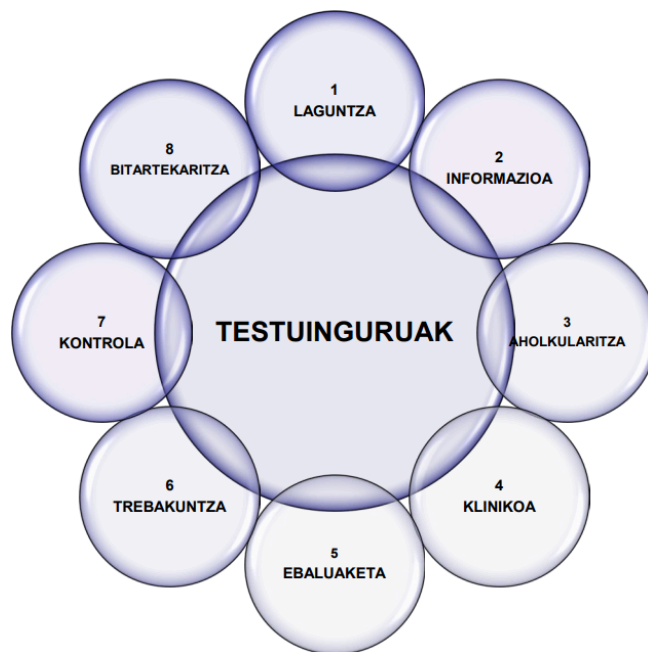 1
LAGUNTZA
2
INFORMAZIOA
3
AHOLKULARITZA
4
KLINIKOA
5
EBALUAKETA
6
TREBAKUNTZA
7
KONTROLA
8
BITARTEKARITZA
TESTUINGURUAK